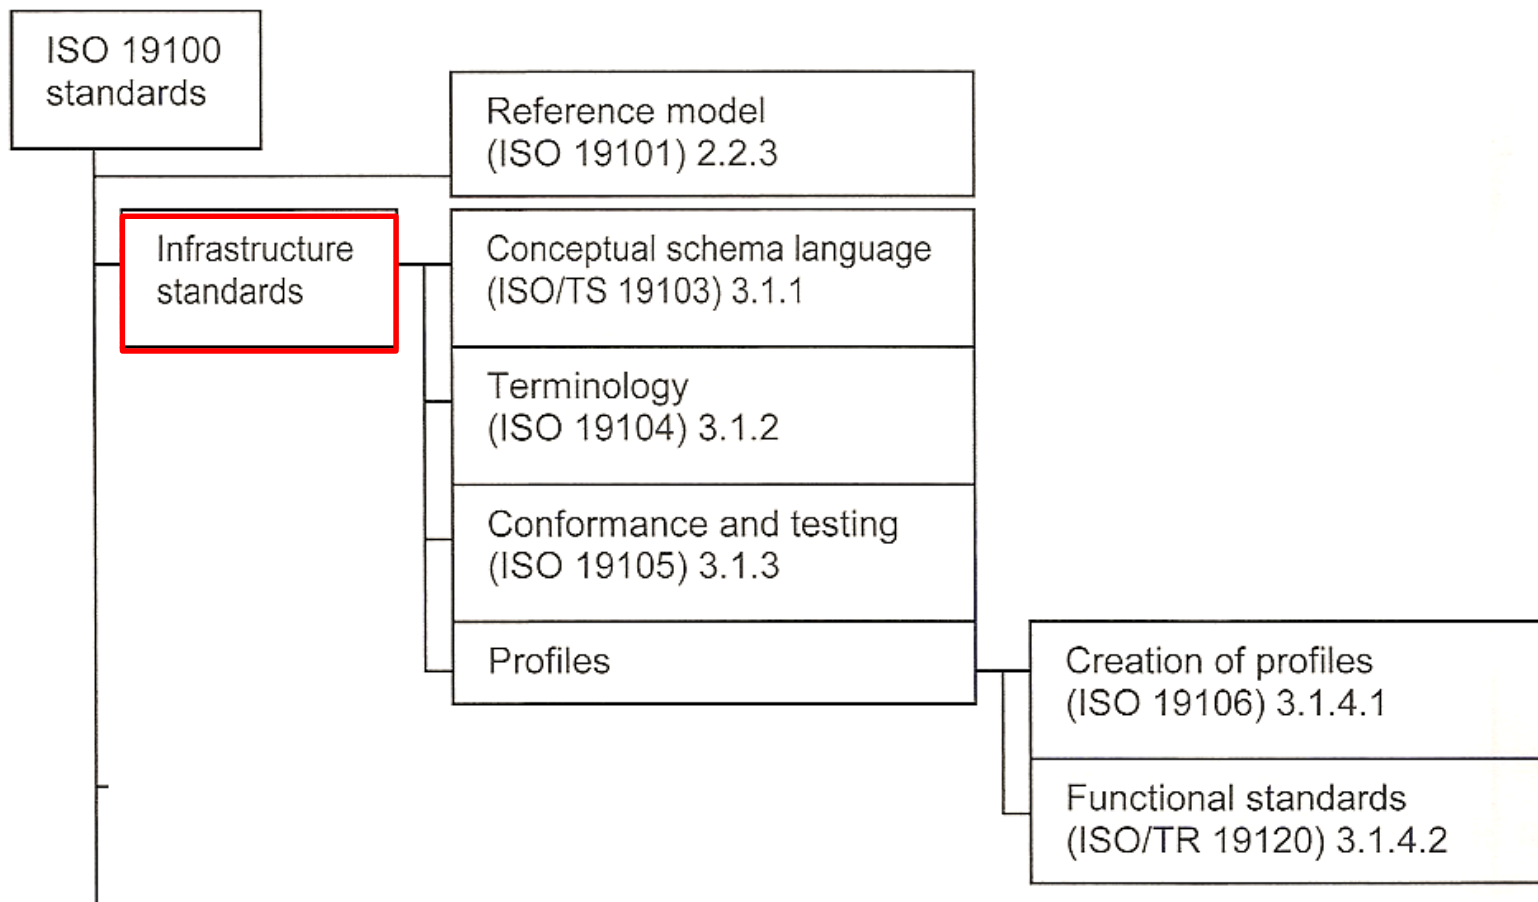 ISO 19100
standards
Reference model
(ISO 19101) 2.2.3
Infrastructure
standards
Conceptual schema language
(ISO/TS 19103) 3.1.1
Terminology
(ISO 19104) 3.1.2
Conformance and testing
(ISO 19105) 3.1.3
Profiles
Creation of profiles
(ISO 19106) 3.1.4.1
Functional standards
(ISO/TR 19120) 3.1.4.2